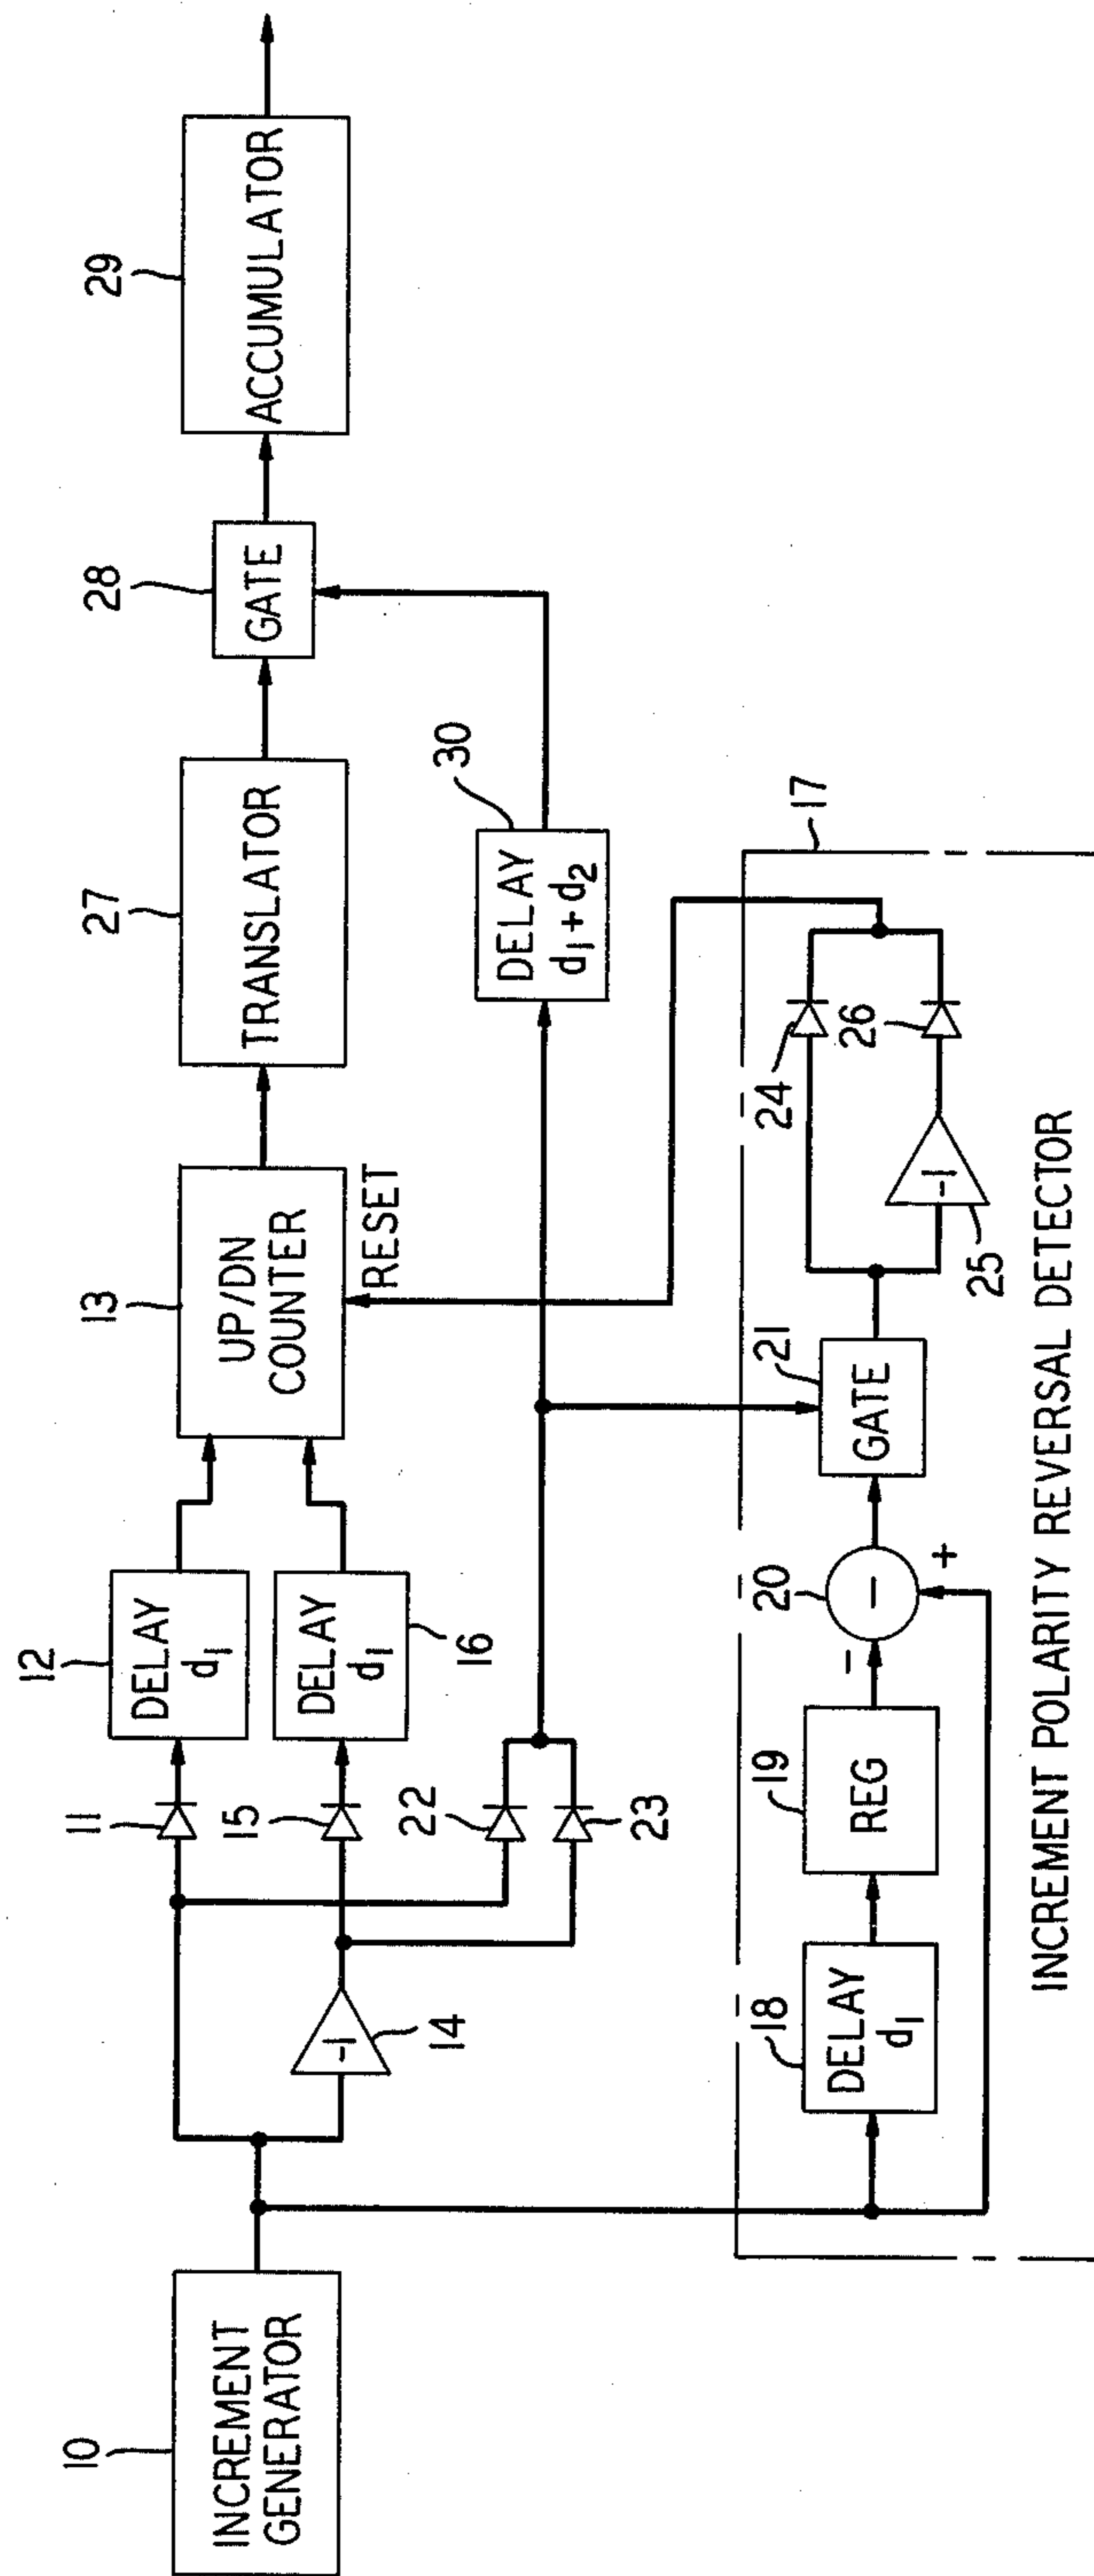 10
INCREMENT
GENERATOR
11
12
DELAY
d1
13
UP/DN
COUNTER
RESET
27
TRANSLATOR
28
GATE
29
ACCUMULATOR
14
-1
15
DELAY
d1
16
22
23
30
DELAY
d1 + d2
17
18
DELAY
d1
19
REG
-
20
-
+
21
GATE
24
25
-1
26
INCREMENT POLARITY REVERSAL DETECTOR